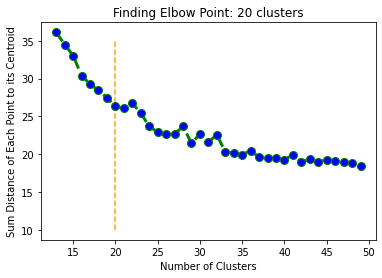 Finding Elbow Point: 20 clusters
Sum Distance of Each Point to its Centroid
35
30
25
20
15
10
15 20 25 30 35 40 45 50
Number of Clusters